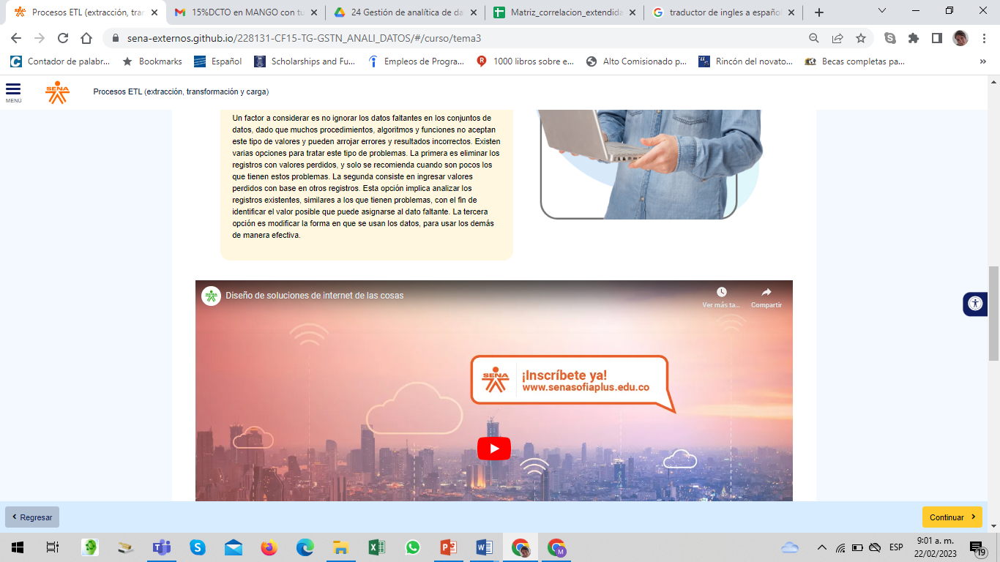 Procesos ETL (extracción, tra
15%DCTO en MANGO con tu
24 Gestión de analítica de da
Matriz_correlacion_extendida
traductor de ingles a español
sena-externos.github.io/228131-CF15-TG-GSTN_ANALI_DATOS/#/curso/tema3
Contador de palabr...
Bookmarks
Español
Scholarships and Fu...
Empleos de Progra...
1000 libros sobre e...
Alto Comisionado p...
Rincón del novato...
Becas completas pa...
»
MENÚ
SENA
Procesos ETL (extracción, transformación y carga)
Un factor a considerar es no ignorar los datos faltantes en los conjuntos de
datos, dado que muchos procedimientos, algoritmos y funciones no aceptan
este tipo de valores y pueden arrojar errores y resultados incorrectos. Existen
varias opciones para tratar este tipo de problemas. La primera es eliminar los
registros con valores perdidos, y solo se recomienda cuando son pocos los
que tienen estos problemas. La segunda consiste en ingresar valores
perdidos con base en otros registros. Esta opción implica analizar los
registros existentes, similares a los que tienen problemas, con el fin de
identificar el valor posible que puede asignarse al dato faltante. La tercera
opción es modificar la forma en que se usan los datos, para usar los demás
de manera efectiva.
Diseño de soluciones de internet de las cosas
Ver más ta...
Compartir
SENA
¡Inscríbete ya!
www.senasofiaplus.edu.co
Regresar
Continuar
ESP
9:01 a. m.
22/02/2023
19